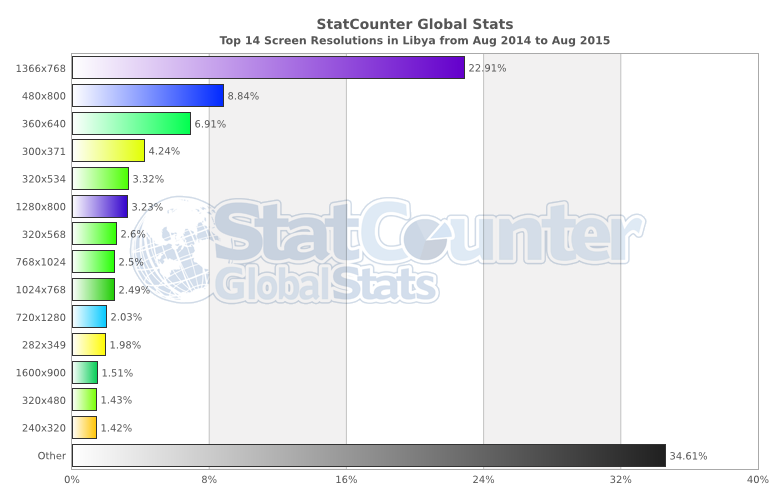 StatCounter Global Stats
Top 14 Screen Resolutions in Libya from Aug 2014 to Aug 2015
1366x768 22.91%
480x800 8.84%
360x640 6.91%
300x371 4.24%
320x534 3.32%
1280x800 3.23%
320x568 2.6%
768x1024 2.5%
1024x768 2.49%
720x1280 2.03%
282x349 1.98%
1600x900 1.51%
320x480 1.43%
240x320 1.42%
Other 34.61%
0% 8% 16% 24% 32% 40%
StatCounter
GlobalStats